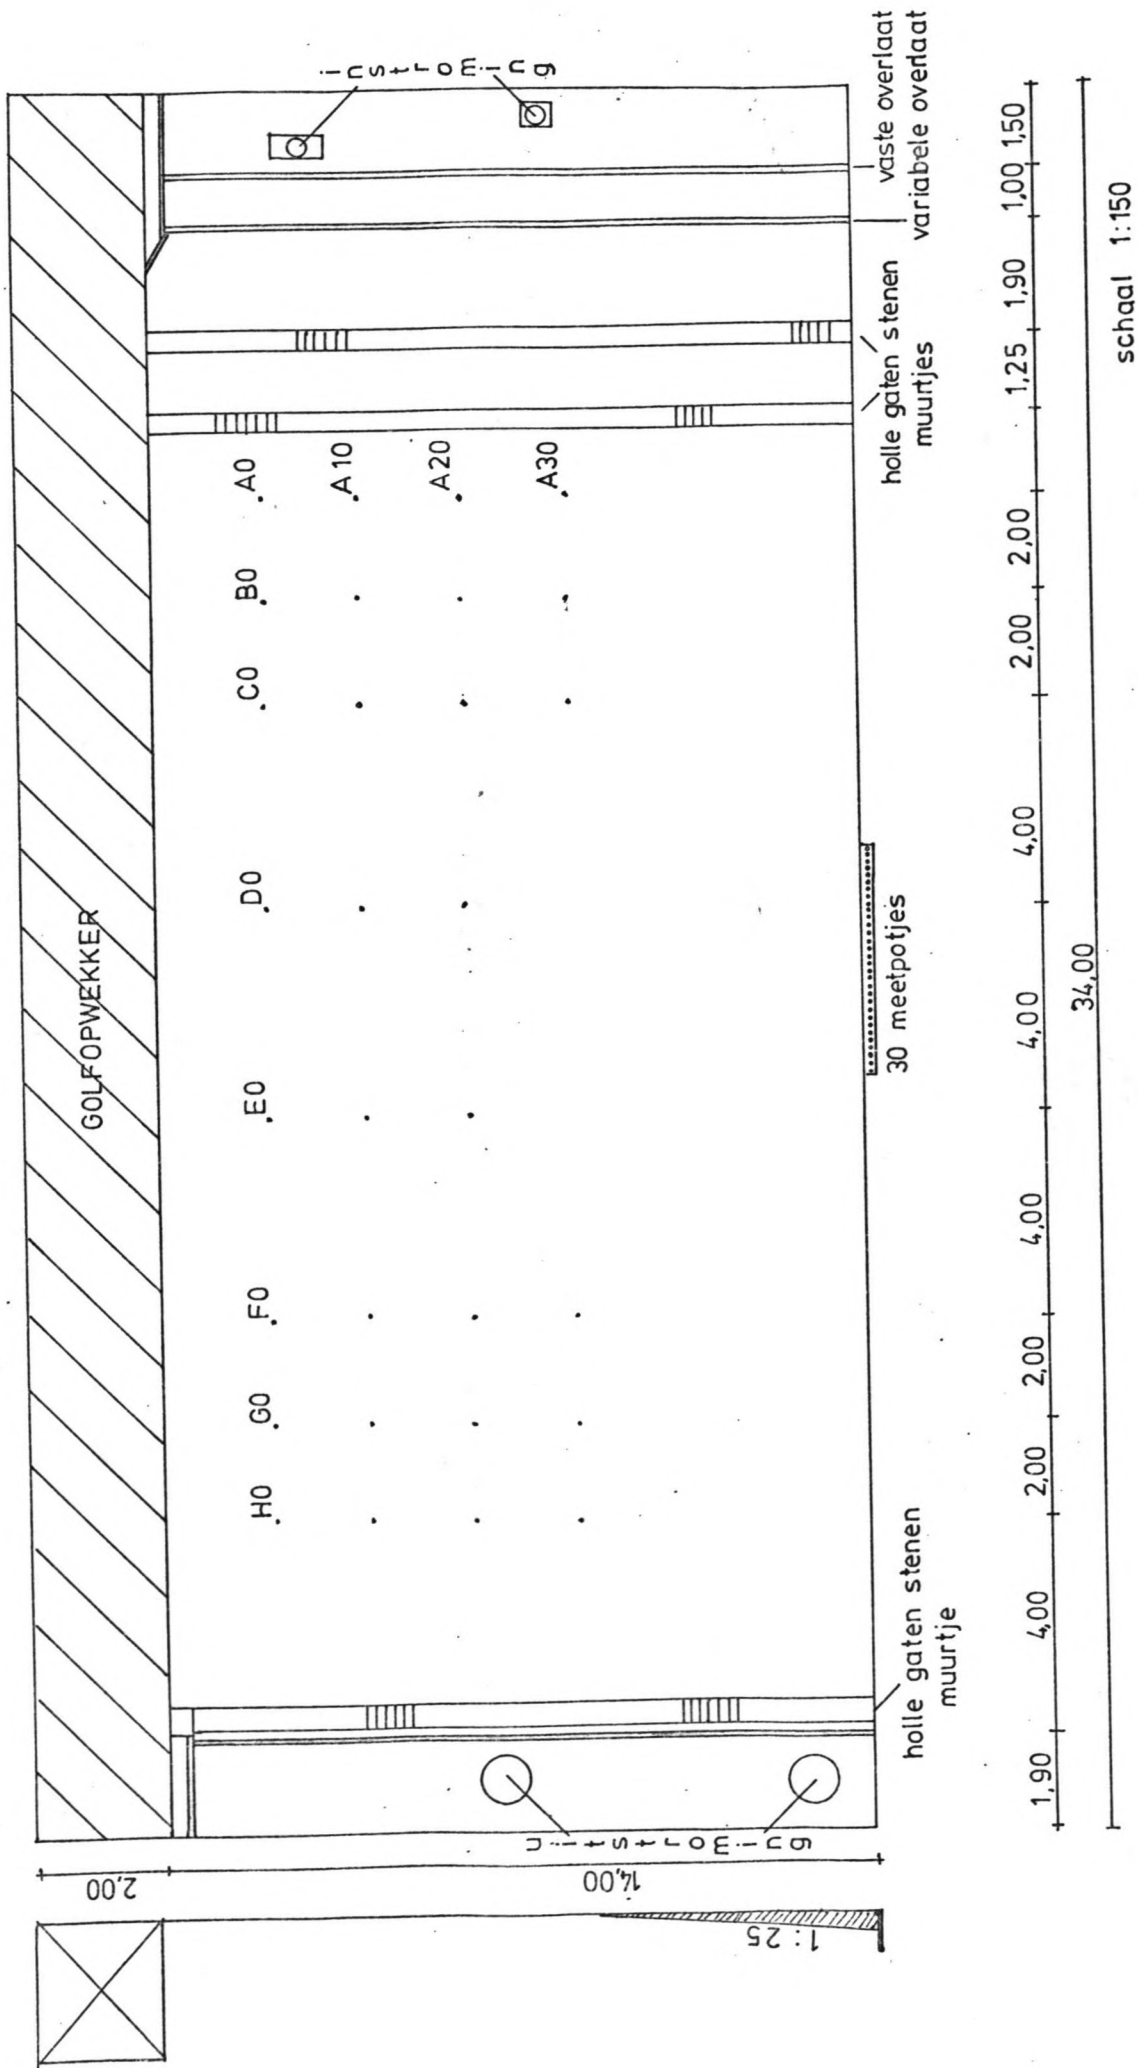 GOLFOPWEKKER
instroming
H0
G0
F0
E0
D0
C0
B0
A0
A10
A20
A30
uitstroming
2,00
14,00
1:25
holle gaten stenen
muurtje
30 meetpotjes
holle gaten stenen
muurtjes
vaste overlaat
variabele overlaat
1,90
4,00
2,00
2,00
4,00
4,00
4,00
2,00
2,00
1,25
1,90
1,00
1,50
34,00
schaal 1:150